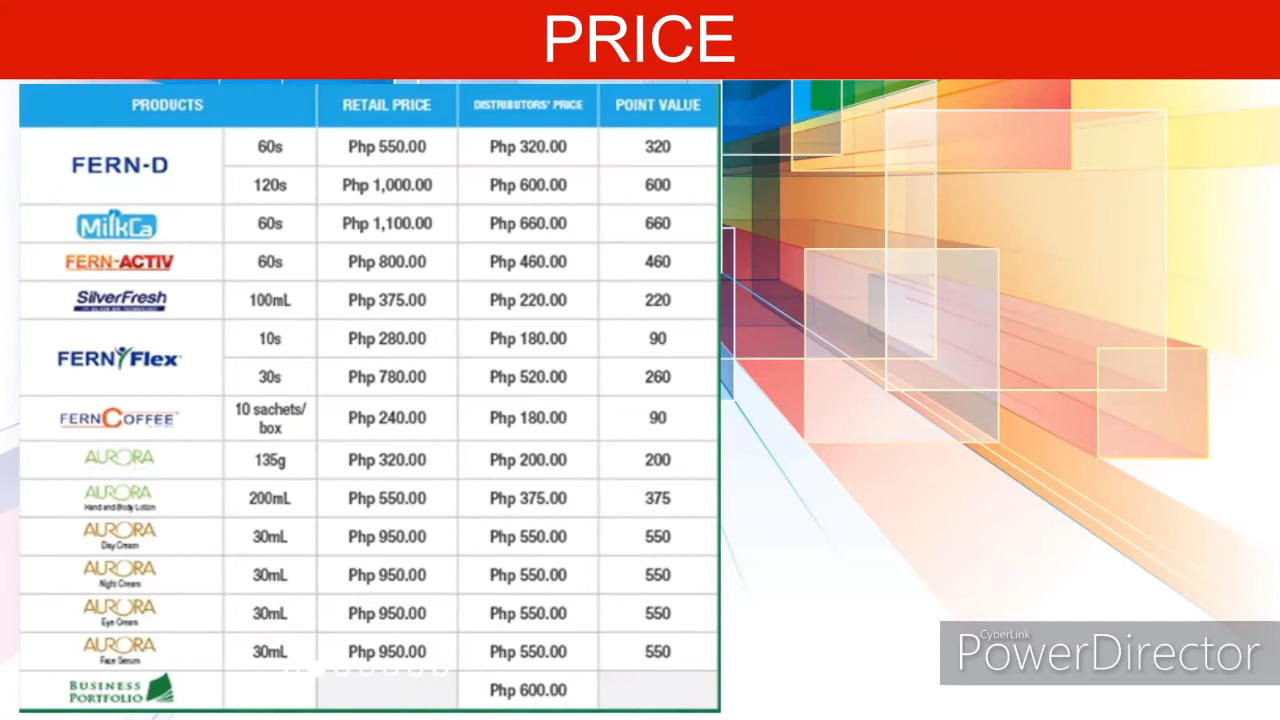 PRICE
PRODUCTS RETAIL PRICE DISTRIBUTORS' PRICE POINT VALUE
FERN-D 60s Php 550.00 Php 320.00 320
120s Php 1,000.00 Php 600.00 600
MilkCa 60s Php 1,100.00 Php 660.00 660
FERN-ACTIV 60s Php 800.00 Php 460.00 460
SilverFresh 100mL Php 375.00 Php 220.00 220
FERN Flex 10s Php 280.00 Php 180.00 90
30s Php 780.00 Php 520.00 260
FERNCOFFEE 10 sachets/
box Php 240.00 Php 180.00 90
AURORA 135g Php 320.00 Php 200.00 200
AURORA
Hand and Body Lotion 200mL Php 550.00 Php 375.00 375
AURORA
Day Cream 30mL Php 950.00 Php 550.00 550
AURORA
Night Cream 30mL Php 950.00 Php 550.00 550
AURORA
Eye Cream 30mL Php 950.00 Php 550.00 550
AURORA
Face Serum 30mL Php 950.00 Php 550.00 550
BUSINESS
PORTFOLIO Php 600.00
CyberLink
PowerDirector